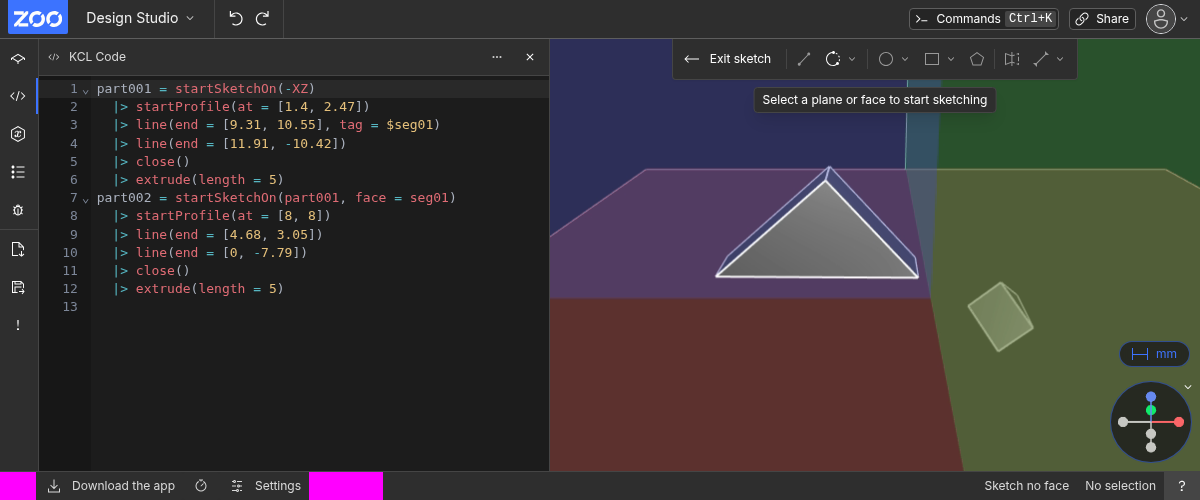 ZOO Design Studio Commands Ctrl+K Share
KCL Code
Exit sketch
Select a plane or face to start sketching
1 part001 = startSketchOn(-XZ)
2 |> startProfile(at = [1.4, 2.47])
3 |> line(end = [9.31, 10.55], tag = $seg01)
4 |> line(end = [11.91, -10.42])
5 |> close()
6 |> extrude(length = 5)
7 part002 = startSketchOn(part001, face = seg01)
8 |> startProfile(at = [8, 8])
9 |> line(end = [4.68, 3.05])
10 |> line(end = [0, -7.79])
11 |> close()
12 |> extrude(length = 5)
13
mm
Download the app Settings Sketch no face No selection ?